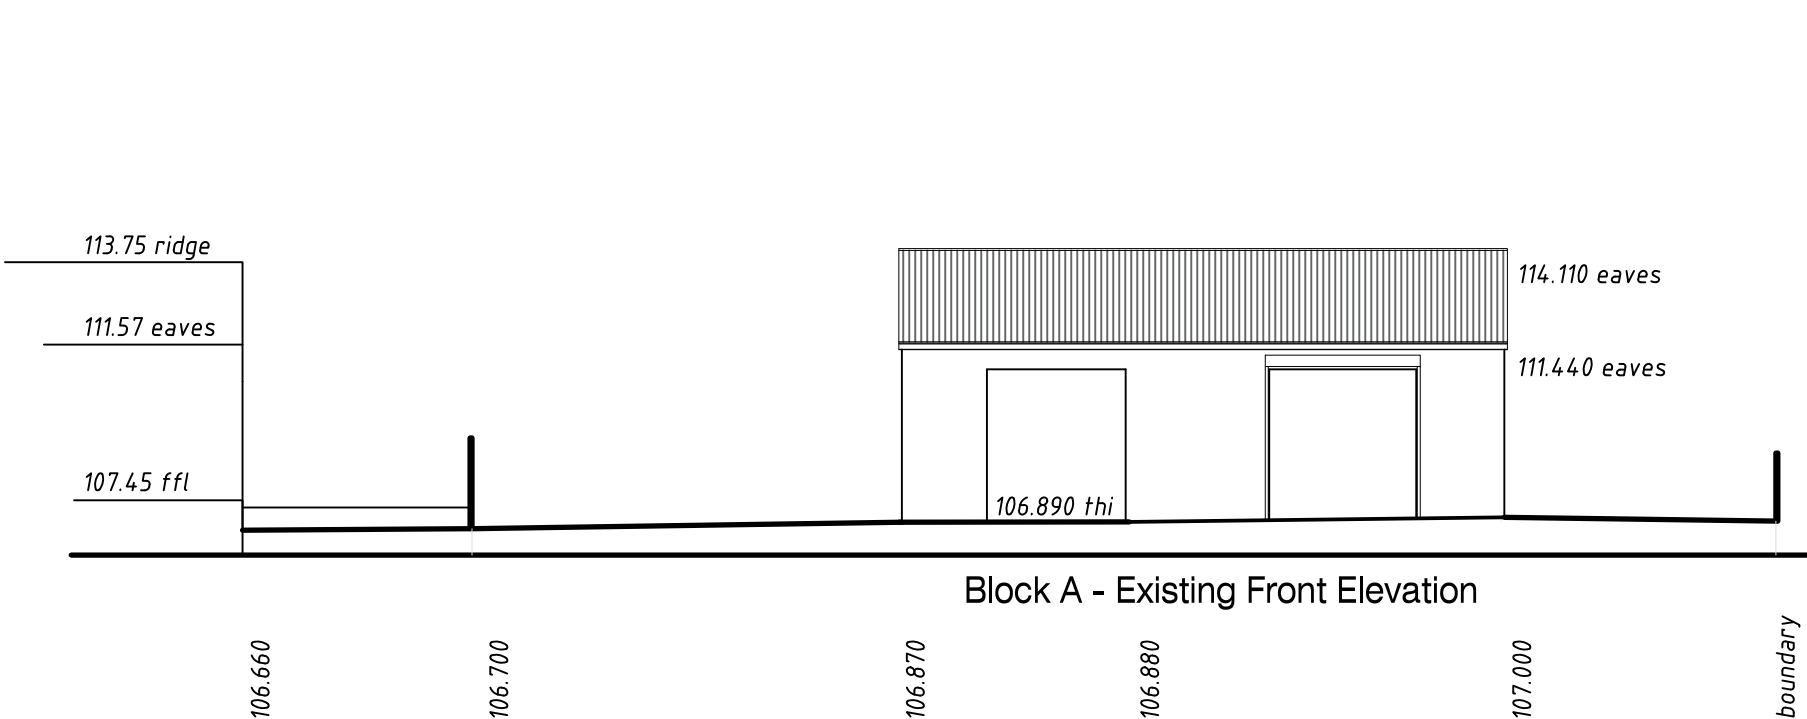 113.75 ridge
114.110 eaves
111.57 eaves
111.440 eaves
107.45 ffl
106.890 thi
Block A - Existing Front Elevation
106.660
106.700
106.870
106.880
107.000
boundary